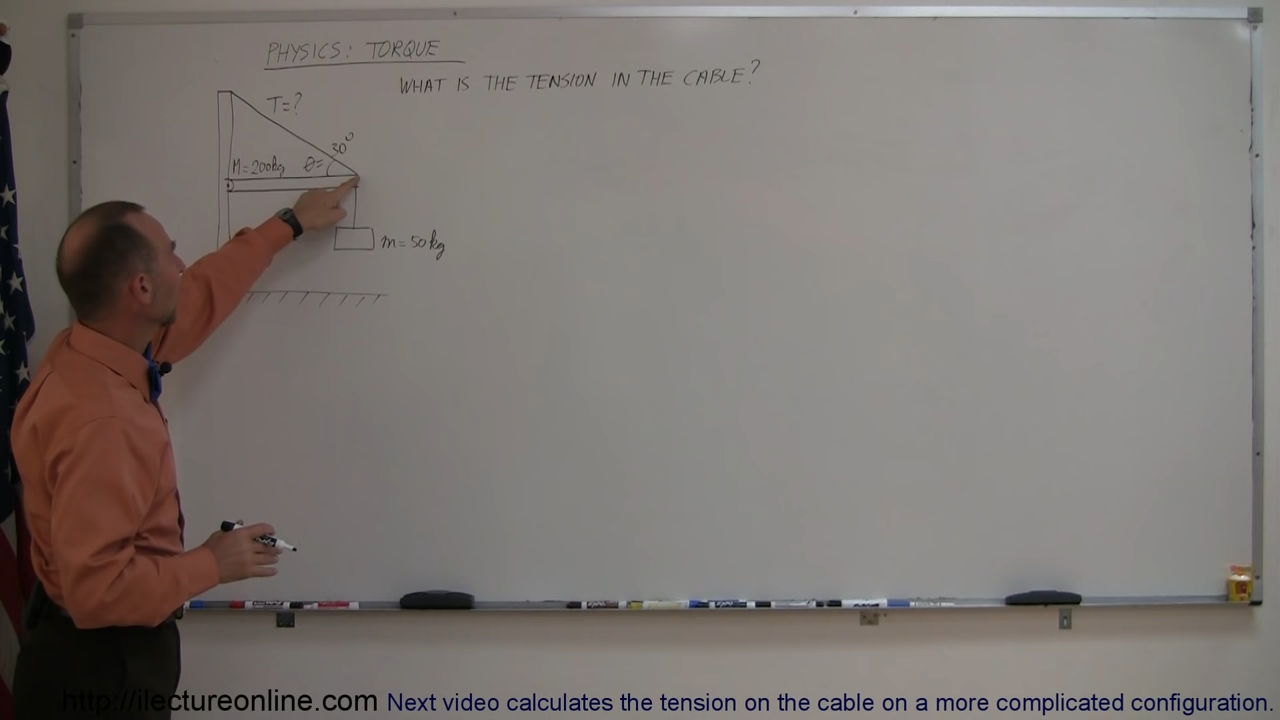 PHYSICS: TORQUE
WHAT IS THE TENSION IN THE CABLE?
T=?
30°
M=200kg θ=
m=50kg
http://ilectureonline.com Next video calculates the tension on the cable on a more complicated configuration.